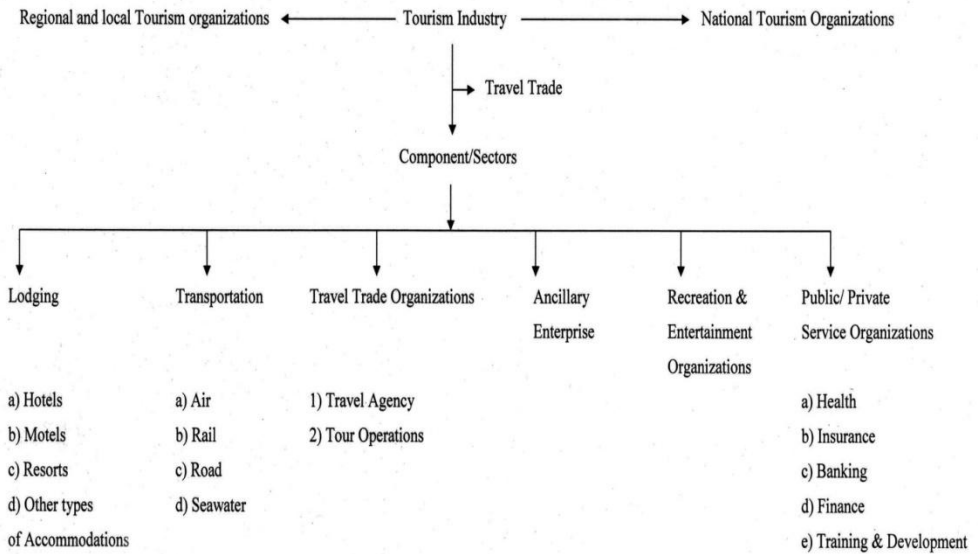 Regional and local Tourism organizations
Tourism Industry
National Tourism Organizations
Travel Trade
Component/Sectors
Lodging
a) Hotels
b) Motels
c) Resorts
d) Other types
of Accommodations
Transportation
a) Air
b) Rail
c) Road
d) Seawater
Travel Trade Organizations
1) Travel Agency
2) Tour Operations
Ancillary
Enterprise
Recreation &
Entertainment
Organizations
Public/ Private
Service Organizations
a) Health
b) Insurance
c) Banking
d) Finance
e) Training & Development